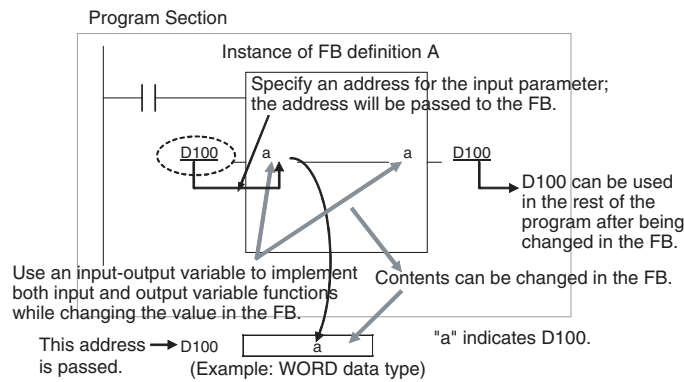 Program Section
Instance of FB definition A
Specify an address for the input parameter;
the address will be passed to the FB.
D100
a
a
D100
D100 can be used
in the rest of the
program after being
changed in the FB.
Use an input-output variable to implement
both input and output variable functions
while changing the value in the FB.
Contents can be changed in the FB.
This address
is passed.
D100
a
(Example: WORD data type)
"a" indicates D100.